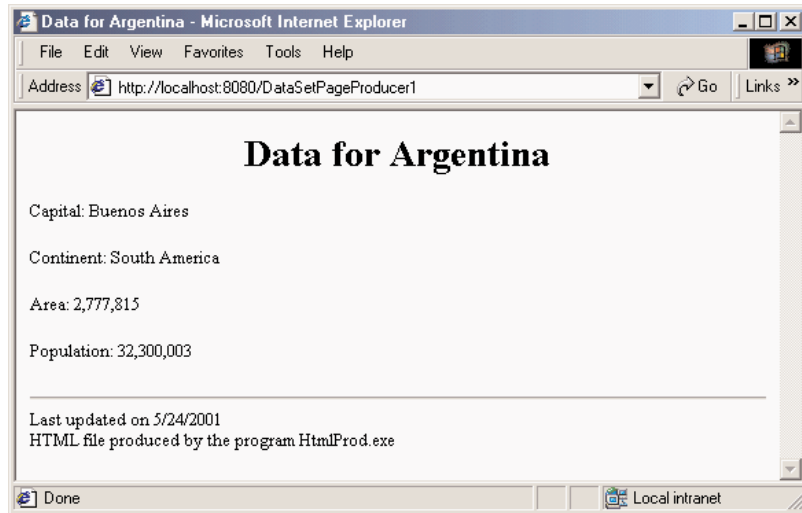 Data for Argentina - Microsoft Internet Explorer
File Edit View Favorites Tools Help
Address http://localhost:8080/DataSetPageProducer1 Go Links »
Data for Argentina
Capital: Buenos Aires
Continent: South America
Area: 2,777,815
Population: 32,300,003
Last updated on 5/24/2001
HTML file produced by the program HtmlProd.exe
Done Local intranet